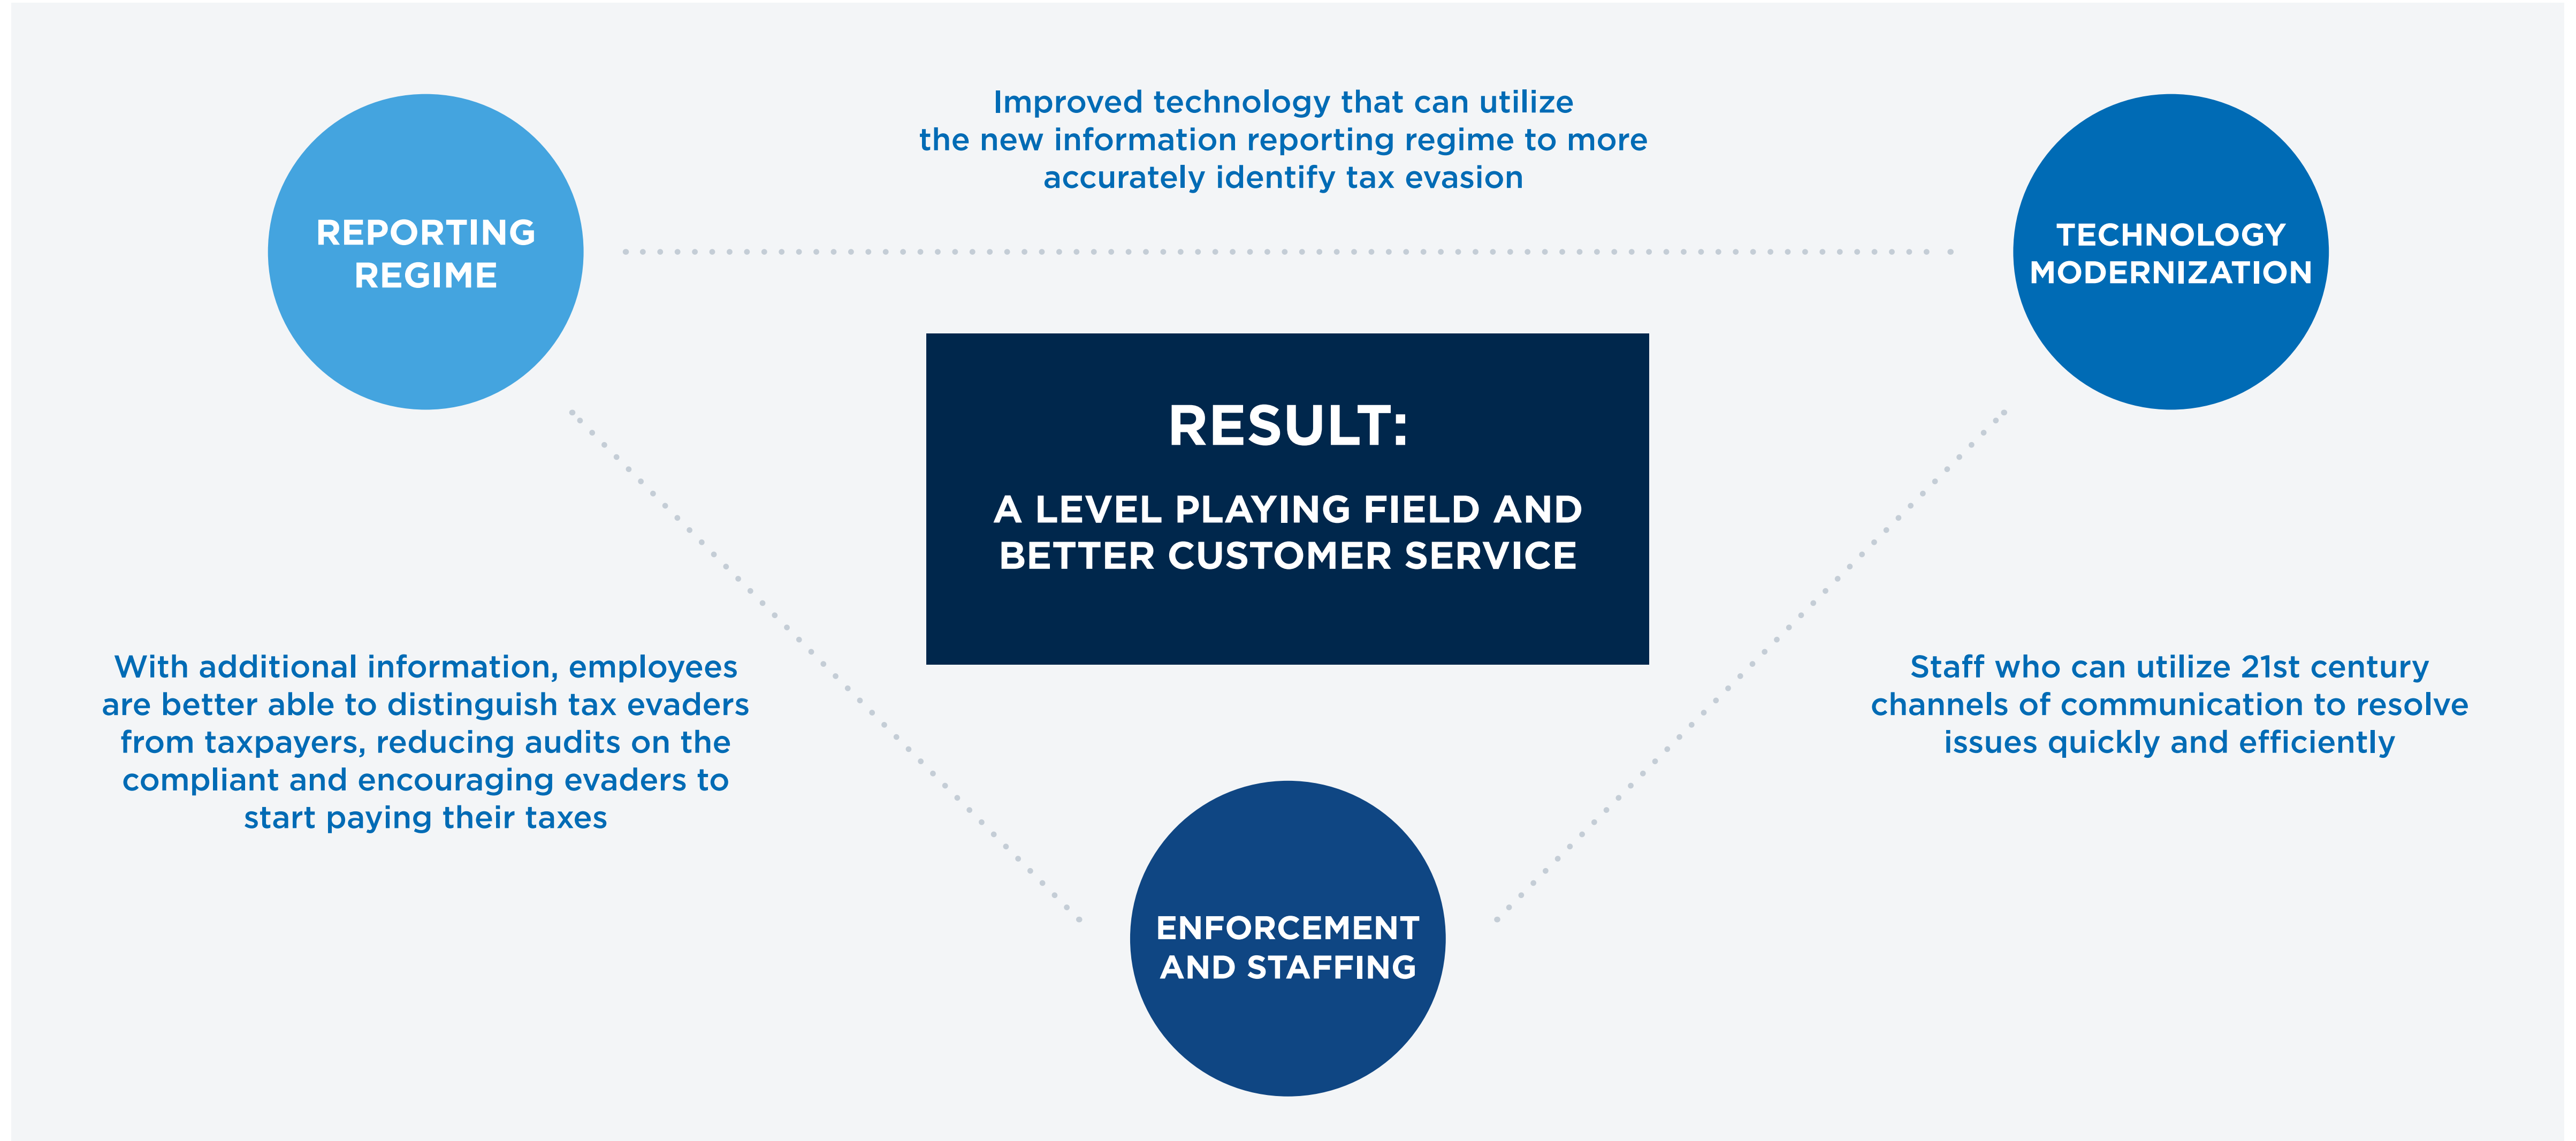 REPORTING
REGIME
Improved technology that can utilize
the new information reporting regime to more
accurately identify tax evasion
TECHNOLOGY
MODERNIZATION
RESULT:
A LEVEL PLAYING FIELD AND
BETTER CUSTOMER SERVICE
With additional information, employees
are better able to distinguish tax evaders
from taxpayers, reducing audits on the
compliant and encouraging evaders to
start paying their taxes
Staff who can utilize 21st century
channels of communication to resolve
issues quickly and efficiently
ENFORCEMENT
AND STAFFING